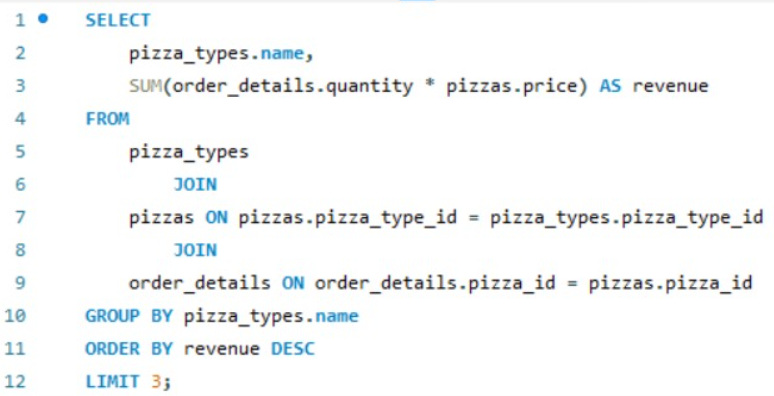 1 SELECT
2 pizza_types.name,
3 SUM(order_details.quantity * pizzas.price) AS revenue
4 FROM
5 pizza_types
6 JOIN
7 pizzas ON pizzas.pizza_type_id = pizza_types.pizza_type_id
8 JOIN
9 order_details ON order_details.pizza_id = pizzas.pizza_id
10 GROUP BY pizza_types.name
11 ORDER BY revenue DESC
12 LIMIT 3;